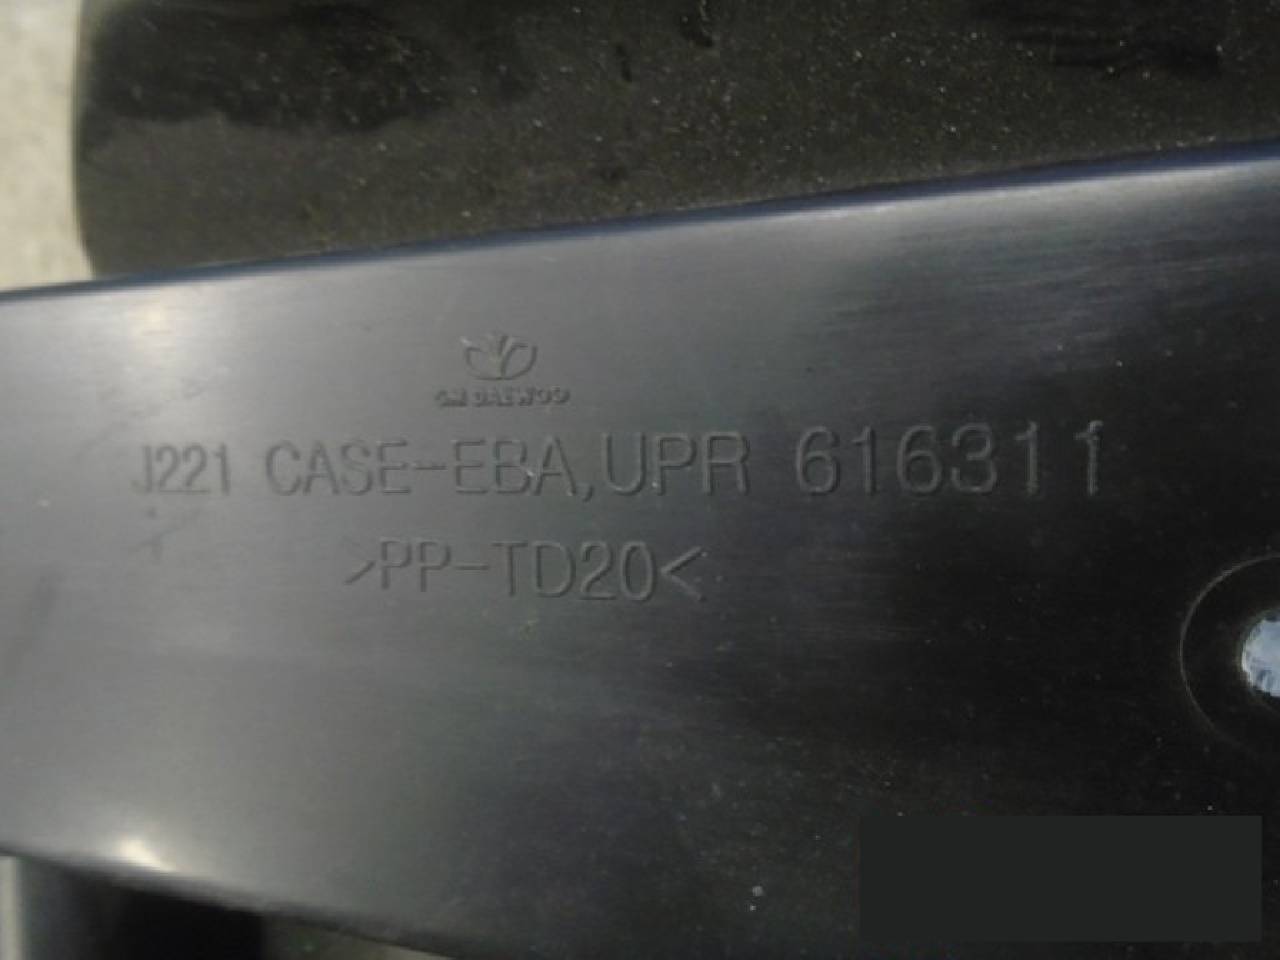 GM DAEWOO
J221 CASE-EBA,UPR 616311
>PP-TD20<